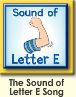 Sound of
Letter E
The Sound of
Letter E Song